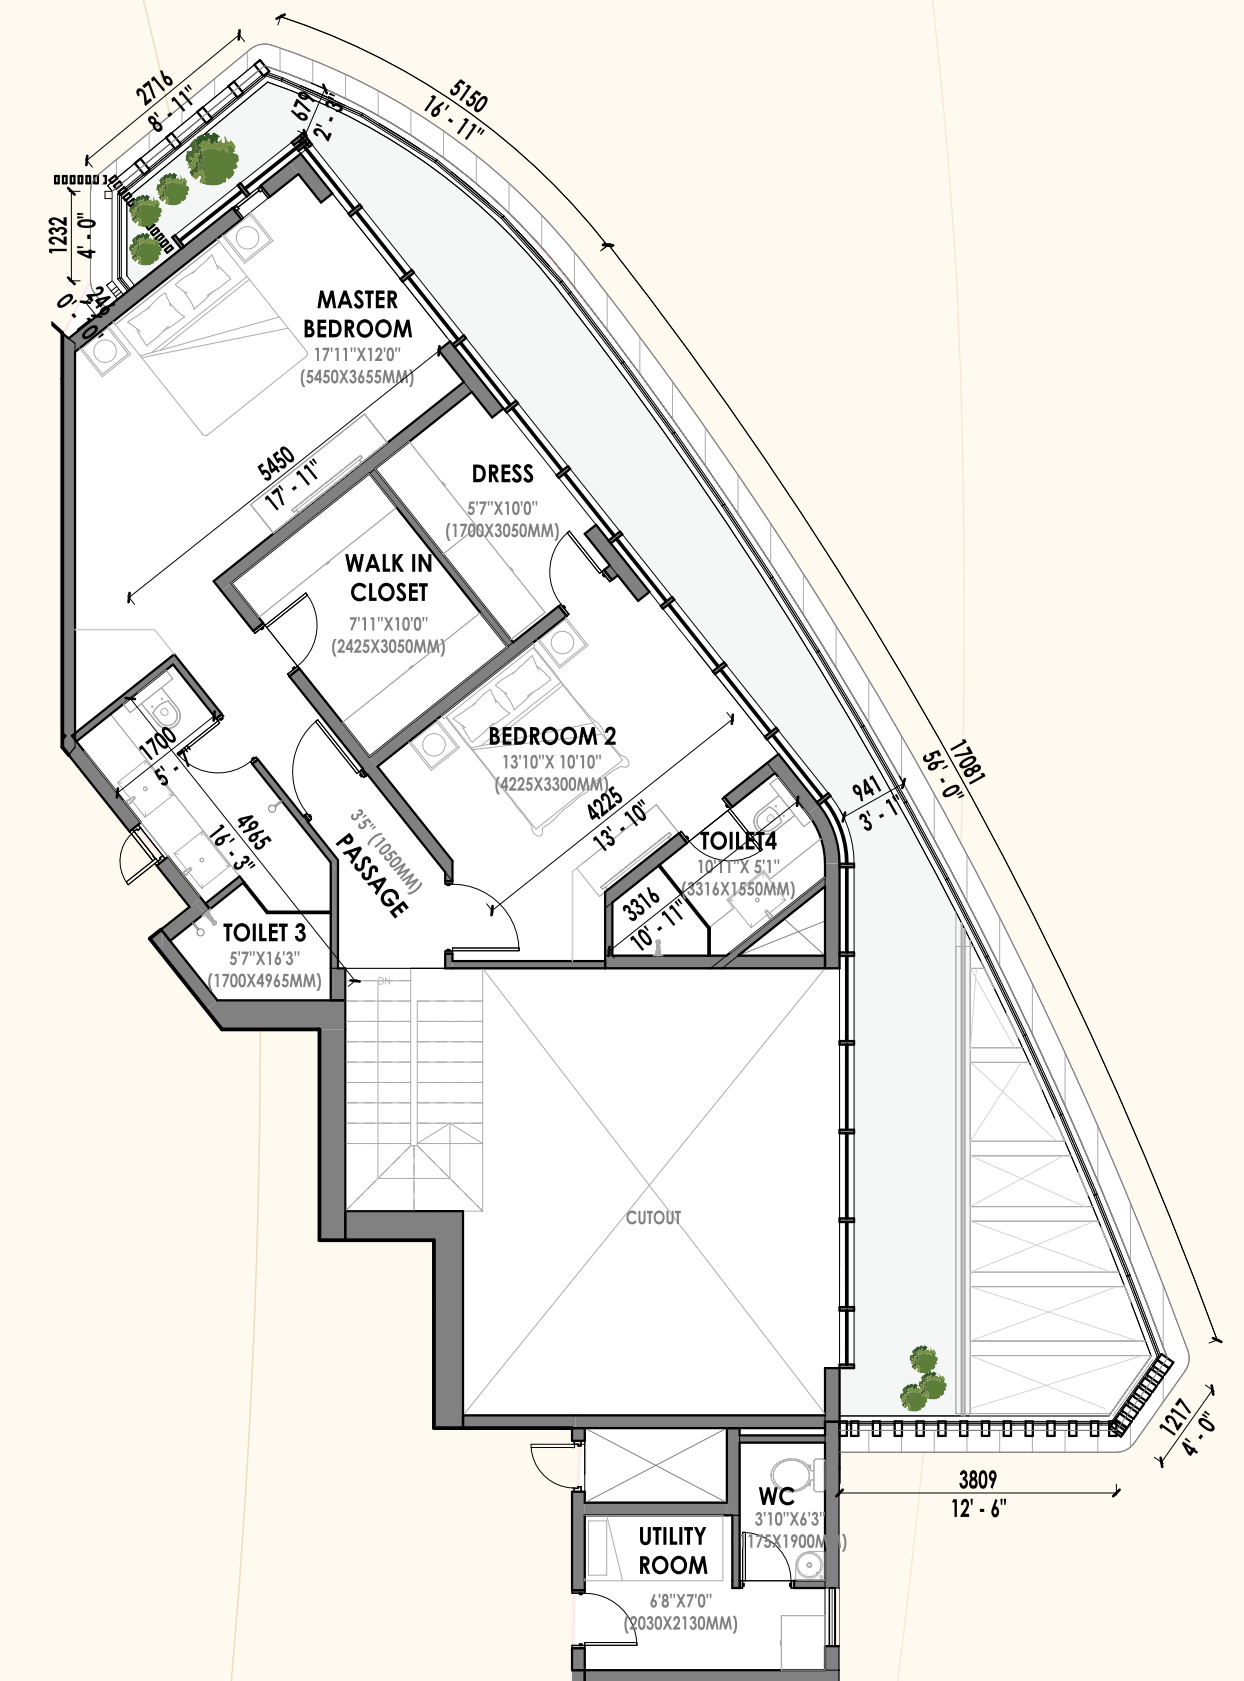 2716
8' - 11"
5150
16' - 11"
679
2' - 3"
1232
4' - 0"
MASTER
BEDROOM
17'11"X12'0"
(5450X3655MM)
5450
17' - 11"
DRESS
5'7"X10'0"
(1700X3050MM)
WALK IN
CLOSET
7'11"X10'0"
(2425X3050MM)
BEDROOM 2
13'10"X 10'10"
(4225X3300MM)
4225
13' - 10"
1700
5' - 7"
4965
16' - 3"
3'5" (1050MM)
PASSAGE
17081
56' - 0"
941
3' - 1"
TOILET4
10'11"X 5'1"
(3316X1550MM)
3316
10' - 11"
TOILET 3
5'7"X16'3"
(1700X4965MM)
DN
CUTOUT
1217
4' - 0"
3809
12' - 6"
WC
3'10"X6'3"
(1175X1900MM)
UTILITY
ROOM
6'8"X7'0"
(2030X2130MM)